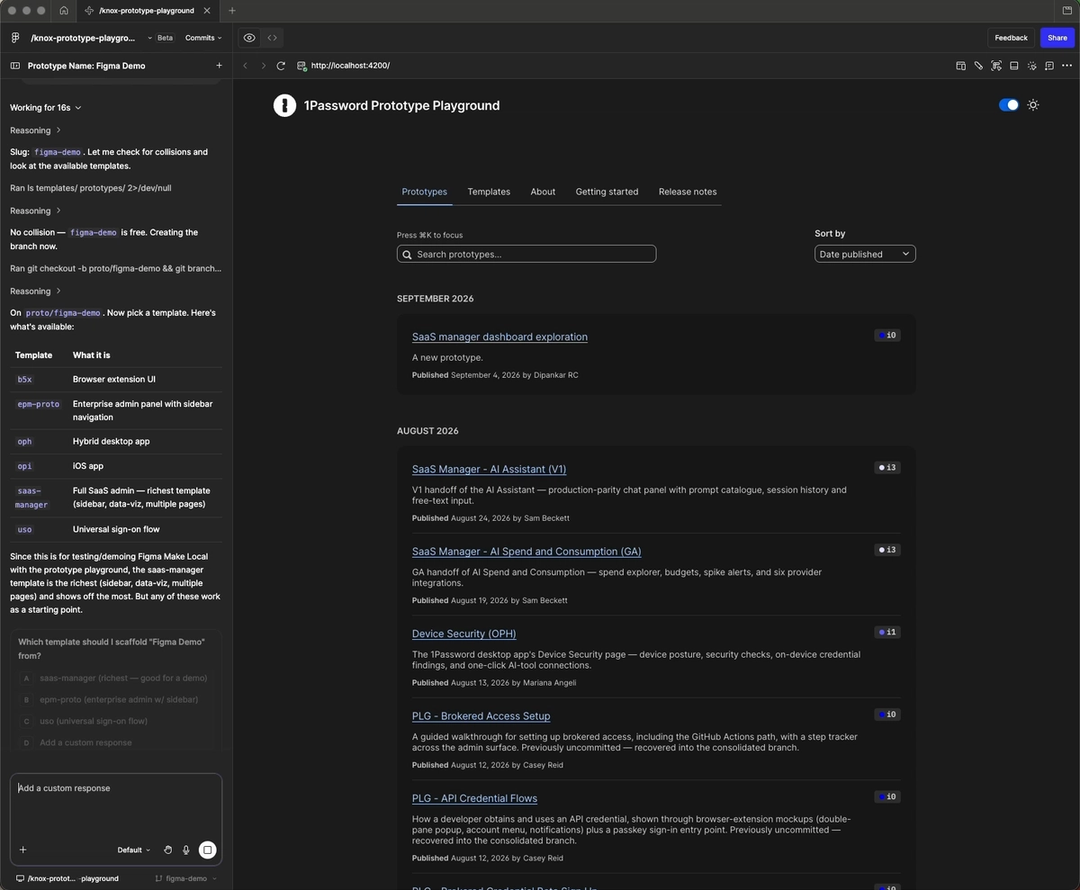 /knox-prototype-playground
/knox-prototype-playgro...
Beta
Commits
Feedback
Share
Prototype Name: Figma Demo
http://localhost:4200/
Working for 16s
Reasoning
Slug: figma-demo. Let me check for collisions and
look at the available templates.
Ran ls templates/ prototypes/ 2>/dev/null
Reasoning
No collision — figma-demo is free. Creating the
branch now.
Ran git checkout -b proto/figma-demo && git branch...
Reasoning
On proto/figma-demo. Now pick a template. Here's
what's available:
Template What it is
b5x Browser extension UI
epm-proto Enterprise admin panel with sidebar
navigation
oph Hybrid desktop app
opi iOS app
saas- Full SaaS admin — richest template
manager (sidebar, data-viz, multiple pages)
uso Universal sign-on flow
Since this is for testing/demoing Figma Make Local
with the prototype playground, the saas-manager
template is the richest (sidebar, data-viz, multiple
pages) and shows off the most. But any of these work
as a starting point.
Which template should I scaffold "Figma Demo"
from?
A saas-manager (richest — good for a demo)
B epm-proto (enterprise admin w/ sidebar)
C uso (universal sign-on flow)
D Add a custom response
Add a custom response
Default
/knox-protot... -playground
figma-demo
1Password Prototype Playground
Prototypes Templates About Getting started Release notes
Press ⌘K to focus
Search prototypes...
Sort by
Date published
SEPTEMBER 2026
SaaS manager dashboard exploration
i0
A new prototype.
Published September 4, 2026 by Dipankar RC
AUGUST 2026
SaaS Manager - AI Assistant (V1)
i3
V1 handoff of the AI Assistant — production-parity chat panel with prompt catalogue, session history and
free-text input.
Published August 24, 2026 by Sam Beckett
SaaS Manager - AI Spend and Consumption (GA)
i3
GA handoff of AI Spend and Consumption — spend explorer, budgets, spike alerts, and six provider
integrations.
Published August 19, 2026 by Sam Beckett
Device Security (OPH)
i1
The 1Password desktop app's Device Security page — device posture, security checks, on-device credential
findings, and one-click AI-tool connections.
Published August 13, 2026 by Mariana Angeli
PLG - Brokered Access Setup
i0
A guided walkthrough for setting up brokered access, including the GitHub Actions path, with a step tracker
across the admin surface. Previously uncommitted — recovered into the consolidated branch.
Published August 12, 2026 by Casey Reid
PLG - API Credential Flows
i0
How a developer obtains and uses an API credential, shown through browser-extension mockups (double-
pane popup, account menu, notifications) plus a passkey sign-in entry point. Previously uncommitted —
recovered into the consolidated branch.
Published August 12, 2026 by Casey Reid
PLG - Brokered Credential Beta Sign Up
i0